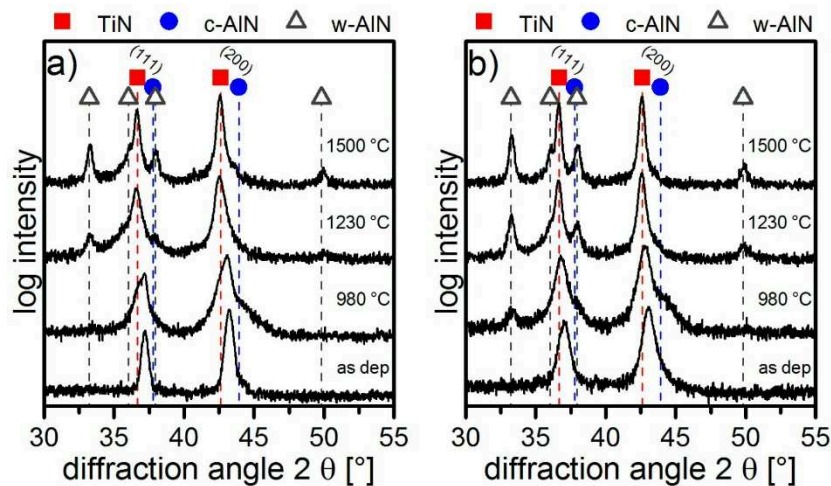 TiN c-AlN w-AlN
a)
(111)
(200)
1500 °C
1230 °C
980 °C
as dep
log intensity
30 35 40 45 50 55
diffraction angle 2 θ [°]
TiN c-AlN w-AlN
b)
(111)
(200)
1500 °C
1230 °C
980 °C
as dep
log intensity
30 35 40 45 50 55
diffraction angle 2 θ [°]